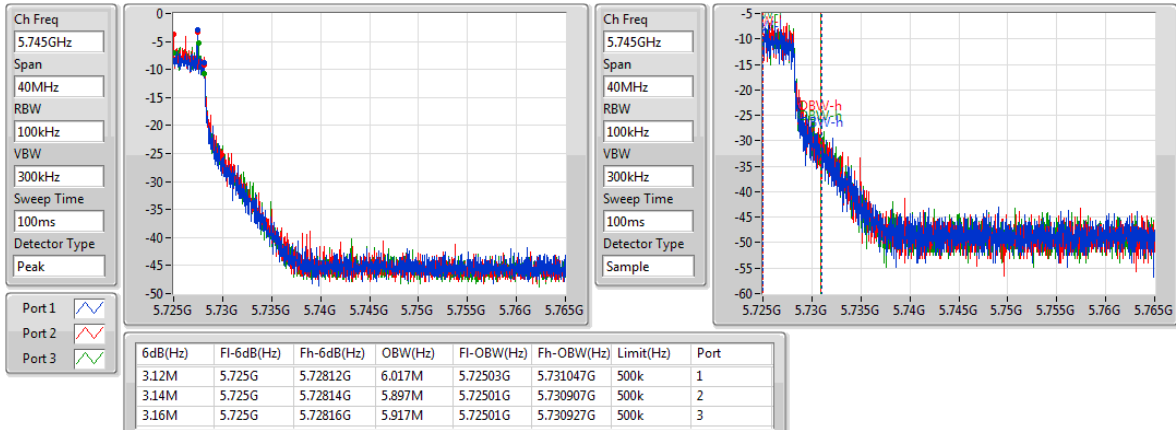 Ch Freq
5.745GHz
Span
40MHz
RBW
100kHz
VBW
300kHz
Sweep Time
100ms
Detector Type
Peak
Port 1
Port 2
Port 3
0
-5
-10
-15
-20
-25
-30
-35
-40
-45
-50
5.725G 5.73G 5.735G 5.74G 5.745G 5.75G 5.755G 5.76G 5.765G
Ch Freq
5.745GHz
Span
40MHz
RBW
100kHz
VBW
300kHz
Sweep Time
100ms
Detector Type
Sample
-5
-10
-15
-20
-25
-30
-35
-40
-45
-50
-55
-60
OBW-h
5.725G 5.73G 5.735G 5.74G 5.745G 5.75G 5.755G 5.76G 5.765G
6dB(Hz) Fl-6dB(Hz) Fh-6dB(Hz) OBW(Hz) Fl-OBW(Hz) Fh-OBW(Hz) Limit(Hz) Port
3.12M 5.725G 5.72812G 6.017M 5.72503G 5.731047G 500k 1
3.14M 5.725G 5.72814G 5.897M 5.72501G 5.730907G 500k 2
3.16M 5.725G 5.72816G 5.917M 5.72501G 5.730927G 500k 3